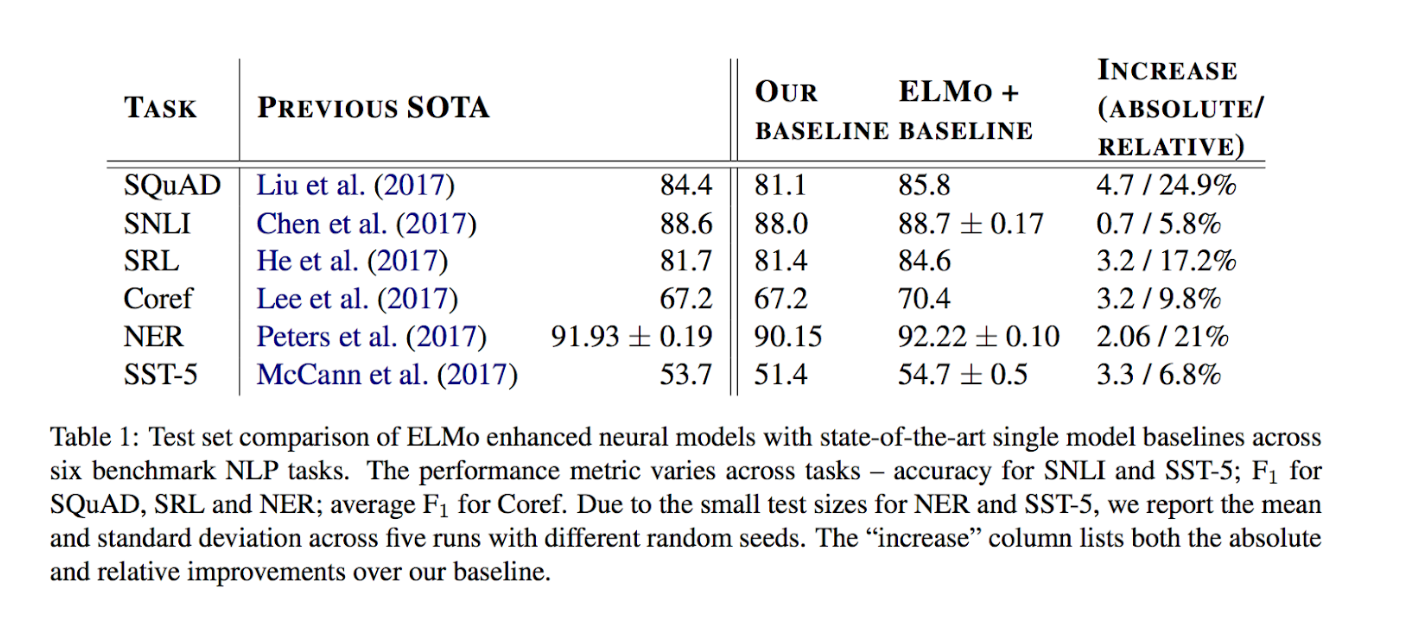 TASK PREVIOUS SOTA OUR BASELINE ELMO + BASELINE INCREASE (ABSOLUTE/ RELATIVE)
SQuAD Liu et al. (2017) 84.4 81.1 85.8 4.7 / 24.9%
SNLI Chen et al. (2017) 88.6 88.0 88.7 ± 0.17 0.7 / 5.8%
SRL He et al. (2017) 81.7 81.4 84.6 3.2 / 17.2%
Coref Lee et al. (2017) 67.2 67.2 70.4 3.2 / 9.8%
NER Peters et al. (2017) 91.93 ± 0.19 90.15 92.22 ± 0.10 2.06 / 21%
SST-5 McCann et al. (2017) 53.7 51.4 54.7 ± 0.5 3.3 / 6.8%
Table 1: Test set comparison of ELMo enhanced neural models with state-of-the-art single model baselines across
six benchmark NLP tasks. The performance metric varies across tasks – accuracy for SNLI and SST-5; F₁ for
SQuAD, SRL and NER; average F₁ for Coref. Due to the small test sizes for NER and SST-5, we report the mean
and standard deviation across five runs with different random seeds. The “increase” column lists both the absolute
and relative improvements over our baseline.